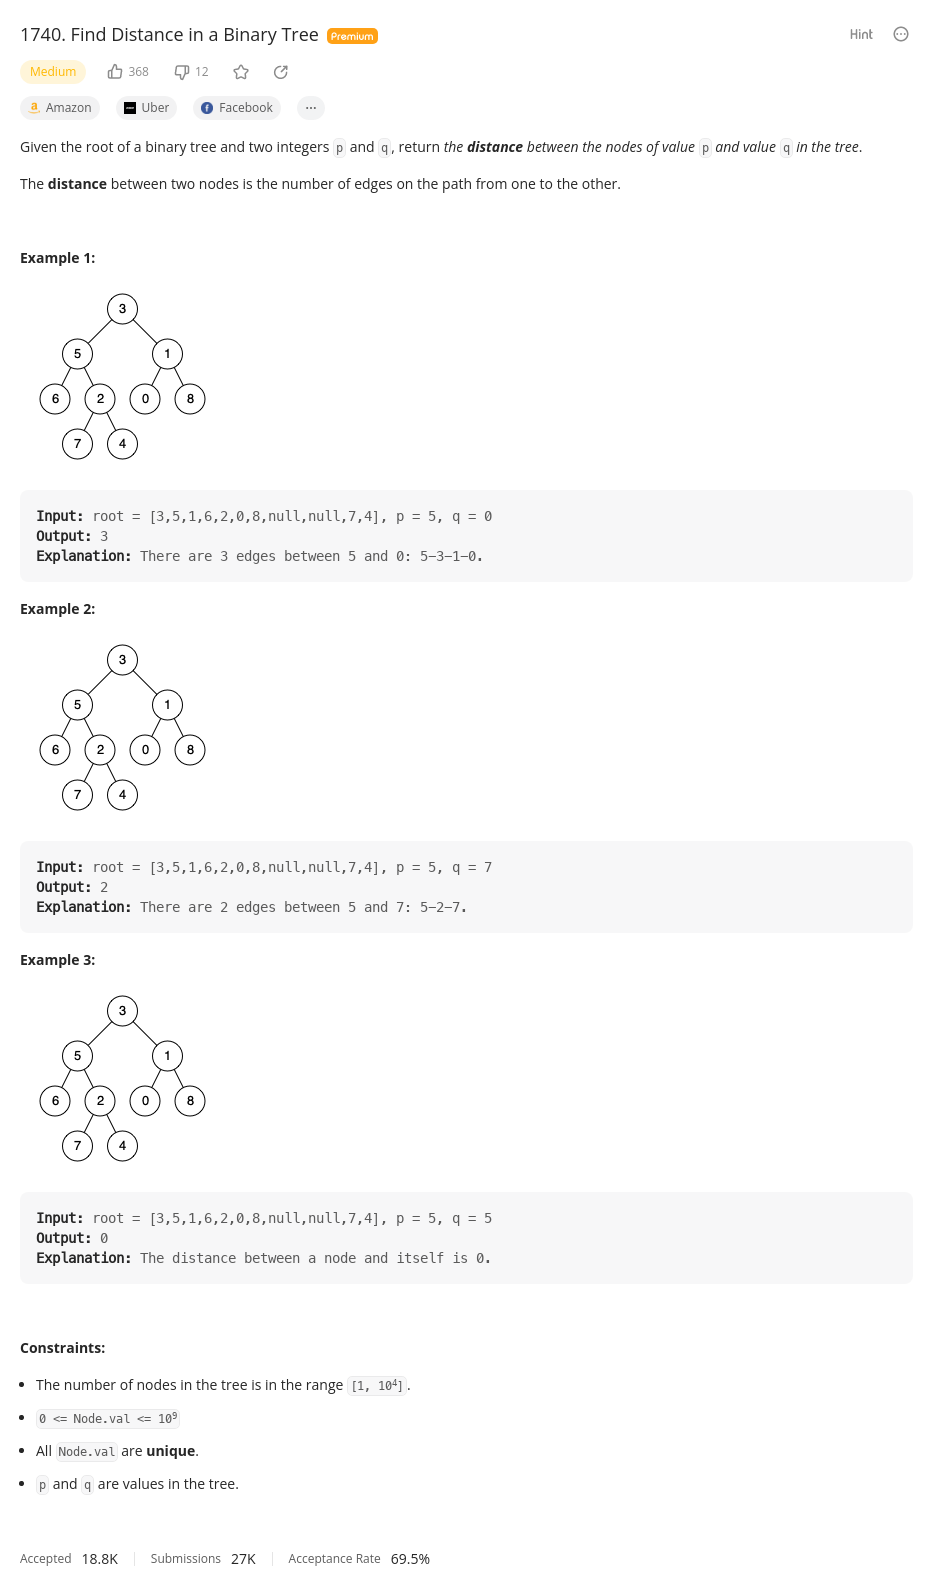 1740. Find Distance in a Binary Tree Premium Hint
Medium 368 12
Amazon Uber Facebook ...
Given the root of a binary tree and two integers p and q, return the distance between the nodes of value p and value q in the tree.
The distance between two nodes is the number of edges on the path from one to the other.
Example 1:
3
5 1
6 2 0 8
7 4
Input: root = [3,5,1,6,2,0,8,null,null,7,4], p = 5, q = 0
Output: 3
Explanation: There are 3 edges between 5 and 0: 5-3-1-0.
Example 2:
3
5 1
6 2 0 8
7 4
Input: root = [3,5,1,6,2,0,8,null,null,7,4], p = 5, q = 7
Output: 2
Explanation: There are 2 edges between 5 and 7: 5-2-7.
Example 3:
3
5 1
6 2 0 8
7 4
Input: root = [3,5,1,6,2,0,8,null,null,7,4], p = 5, q = 5
Output: 0
Explanation: The distance between a node and itself is 0.
Constraints:
• The number of nodes in the tree is in the range [1, 10⁴].
• 0 <= Node.val <= 10⁹
• All Node.val are unique.
• p and q are values in the tree.
Accepted 18.8K Submissions 27K Acceptance Rate 69.5%